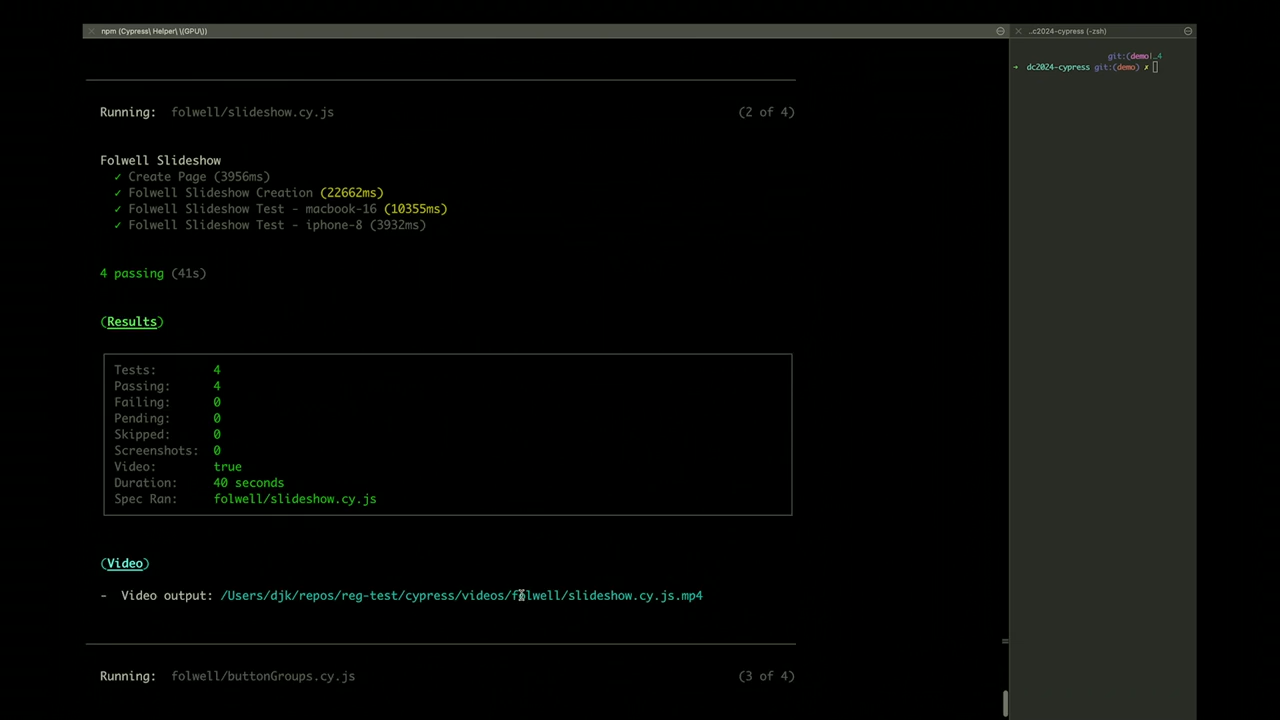 npm (Cypress\ Helper\ \(GPU\))
..c2024-cypress (-zsh)
git:(demo|..4
→ dc2024-cypress git:(demo) ✗
Running: folwell/slideshow.cy.js (2 of 4)
Folwell Slideshow
✓ Create Page (3956ms)
✓ Folwell Slideshow Creation (22662ms)
✓ Folwell Slideshow Test - macbook-16 (10355ms)
✓ Folwell Slideshow Test - iphone-8 (3932ms)
4 passing (41s)
(Results)
Tests: 4
Passing: 4
Failing: 0
Pending: 0
Skipped: 0
Screenshots: 0
Video: true
Duration: 40 seconds
Spec Ran: folwell/slideshow.cy.js
(Video)
- Video output: /Users/djk/repos/reg-test/cypress/videos/folwell/slideshow.cy.js.mp4
Running: folwell/buttonGroups.cy.js (3 of 4)